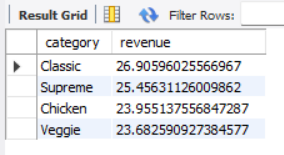 Result Grid Filter Rows:
category revenue
Classic 26.90596025566967
Supreme 25.45631126009862
Chicken 23.955137556847287
Veggie 23.682590927384577